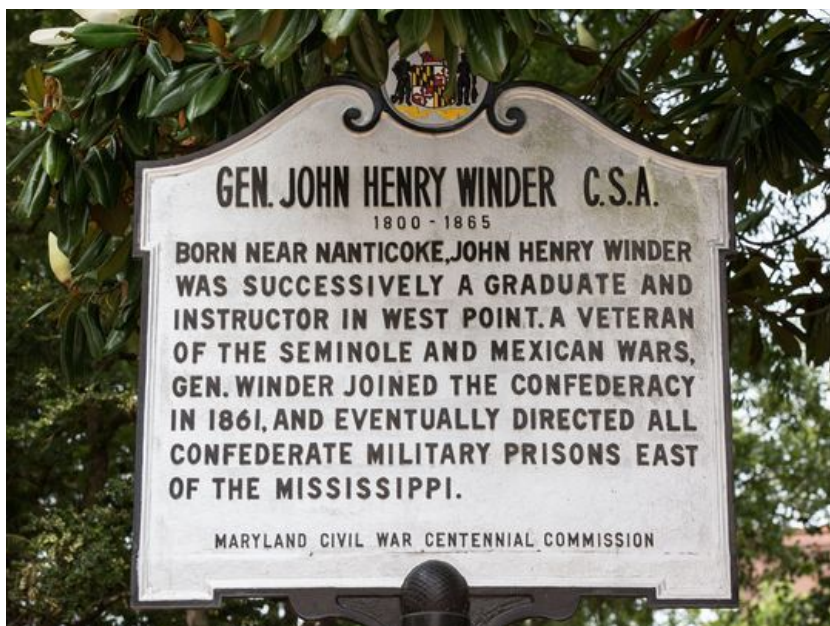 GEN. JOHN HENRY WINDER C.S.A.
1800 - 1865
BORN NEAR NANTICOKE, JOHN HENRY WINDER
WAS SUCCESSIVELY A GRADUATE AND
INSTRUCTOR IN WEST POINT. A VETERAN
OF THE SEMINOLE AND MEXICAN WARS,
GEN. WINDER JOINED THE CONFEDERACY
IN 1861, AND EVENTUALLY DIRECTED ALL
CONFEDERATE MILITARY PRISONS EAST
OF THE MISSISSIPPI.
MARYLAND CIVIL WAR CENTENNIAL COMMISSION